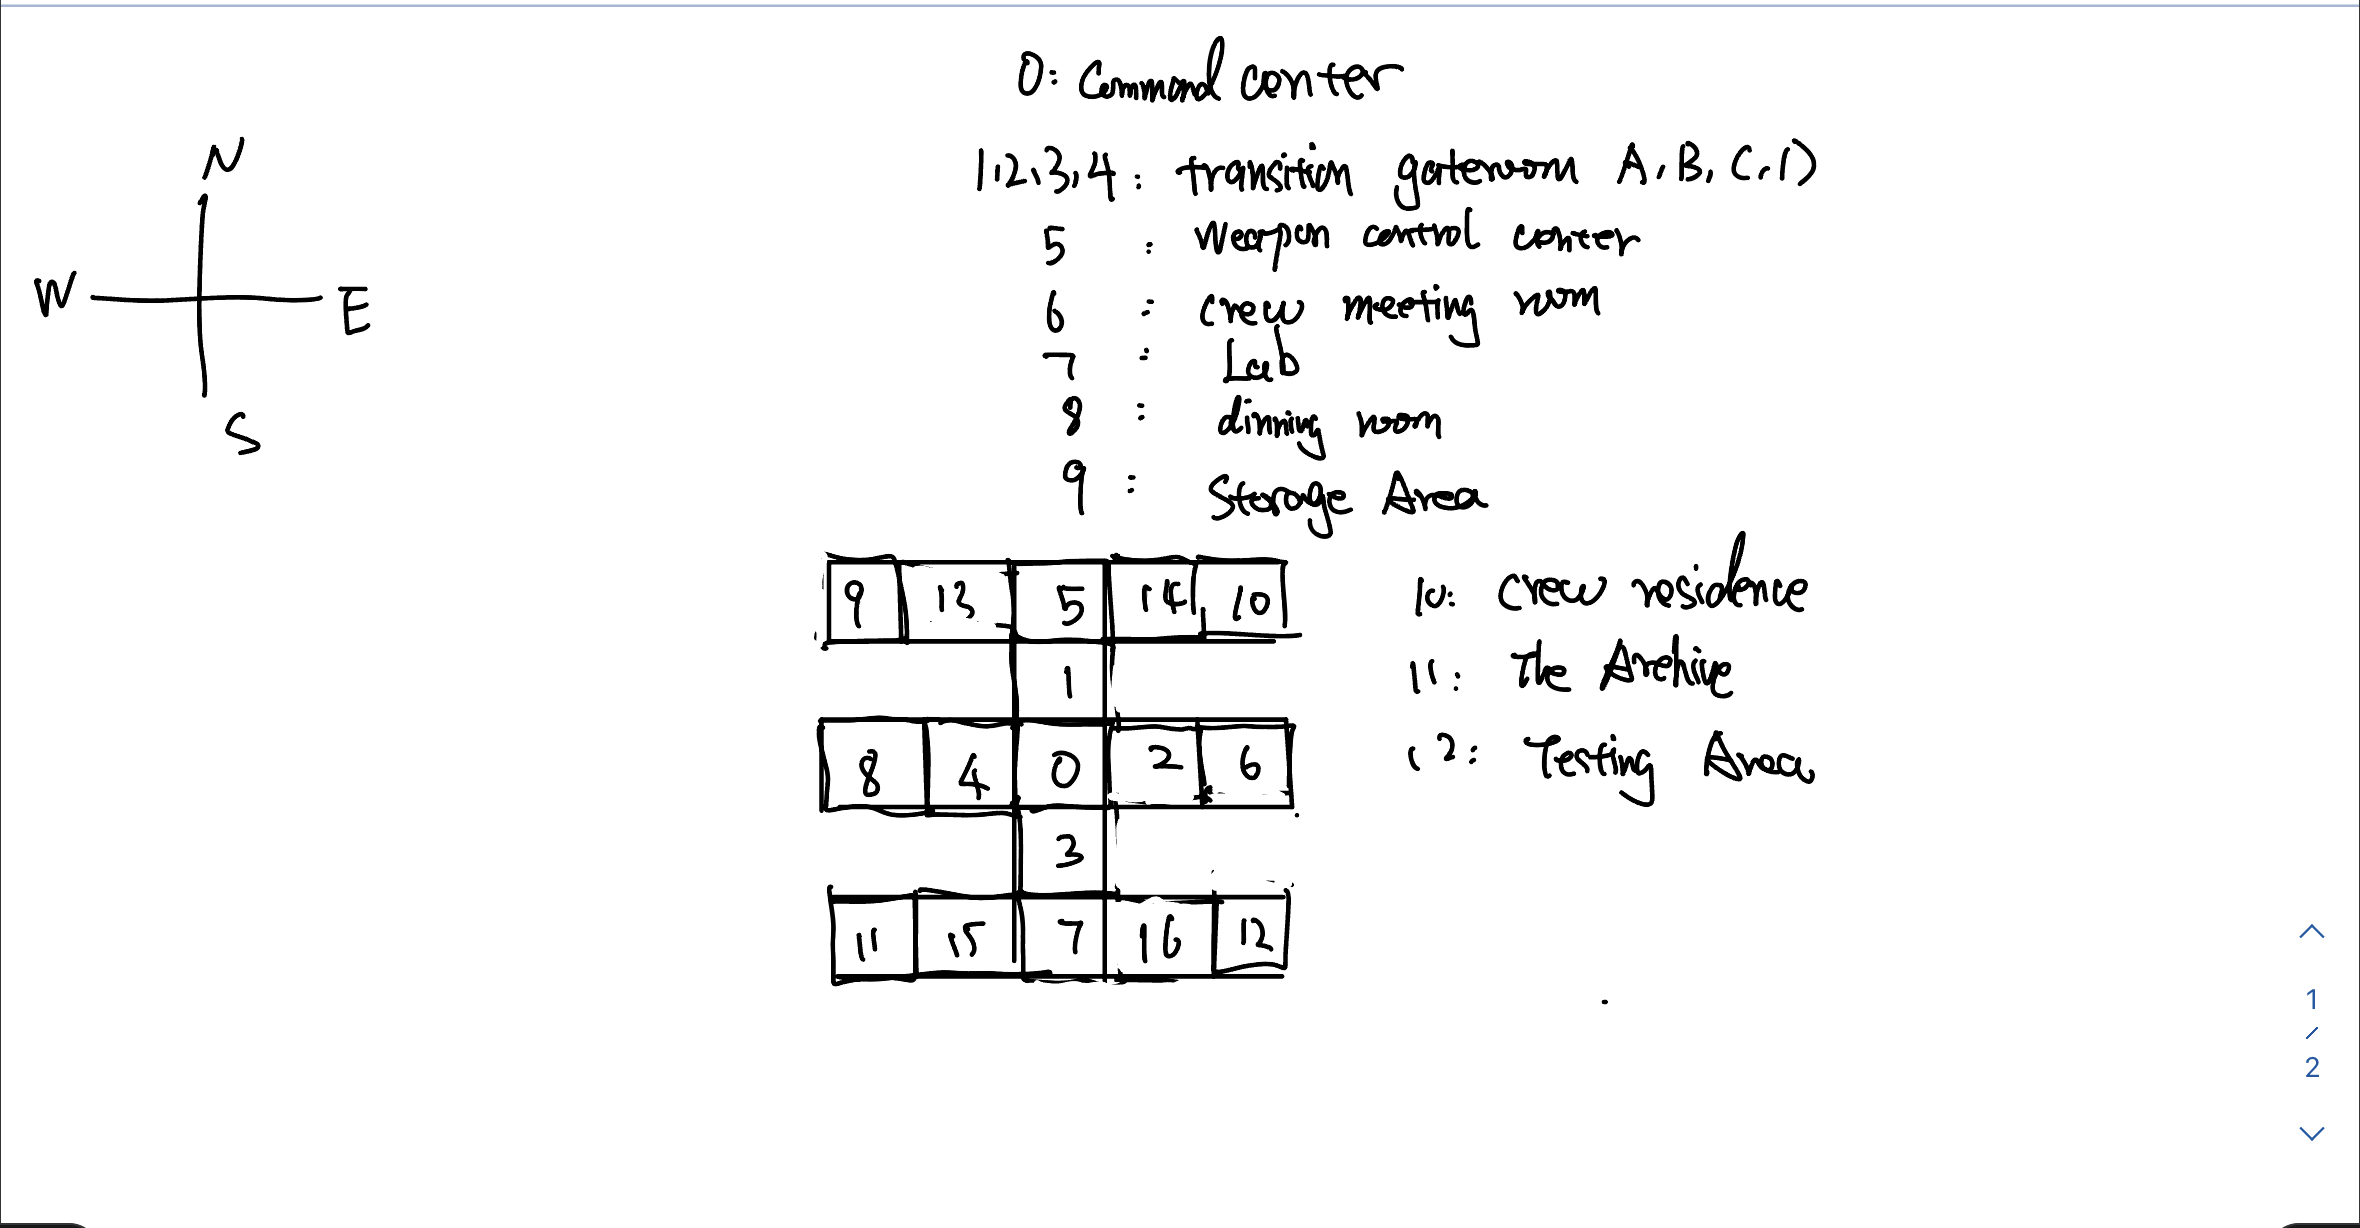 0: Command center
N
1,2,3,4 : transition gateroom A, B, C, D
5 : Weapon control center
W E
6 : crew meeting room
7 : Lab
8 : dinning room
S
9 : Storage Area
9 13 5 14 10
10: crew residence
1
11: The Archive
8 4 0 2 6
12: Testing Area
3
11 15 7 16 12
1
/
2